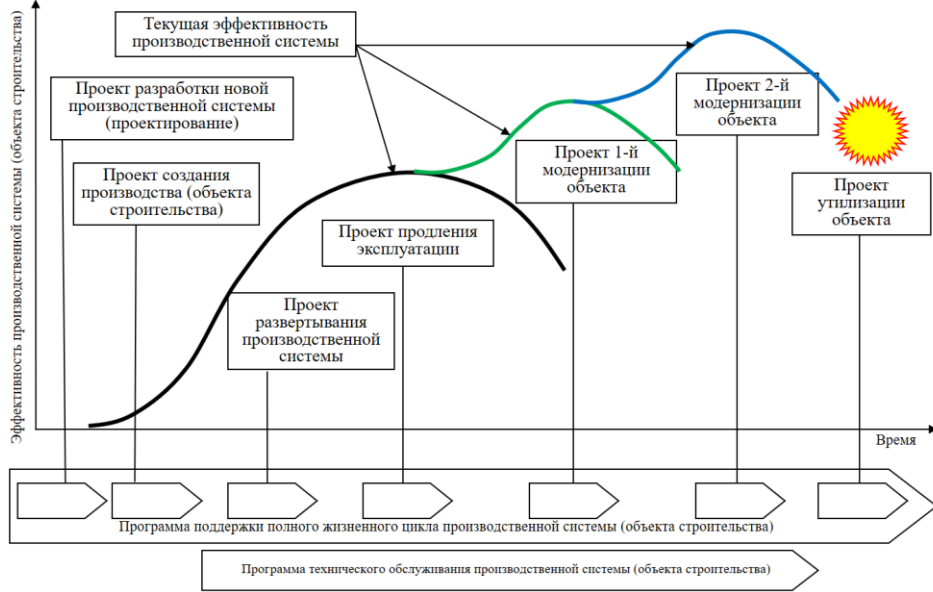 Эффективность производственной системы (объекта строительства)
Текущая эффективность
производственной системы
Проект разработки новой
производственной системы
(проектирование)
Проект 2-й
модернизации
объекта
Проект создания
производства (объекта
строительства)
Проект 1-й
модернизации
объекта
Проект
утилизации
объекта
Проект продления
эксплуатации
Проект
развертывания
производственной
системы
Время
Программа поддержки полного жизненного цикла производственной системы (объекта строительства)
Программа технического обслуживания производственной системы (объекта строительства)